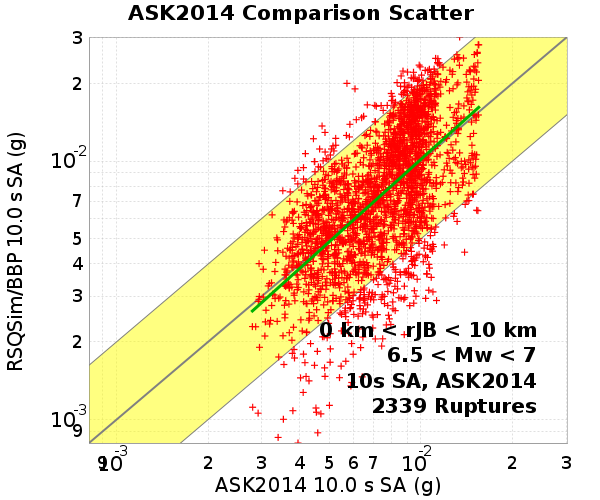 ASK2014 Comparison Scatter
RSQSim/BBP 10.0 s SA (g)
3
2
10⁻²
7
5
4
3
2
10⁻³
9
0 km < rJB < 10 km
6.5 < Mw < 7
10s SA, ASK2014
2339 Ruptures
9 10⁻³ 2 3 4 5 6 7 10⁻² 2 3
ASK2014 10.0 s SA (g)